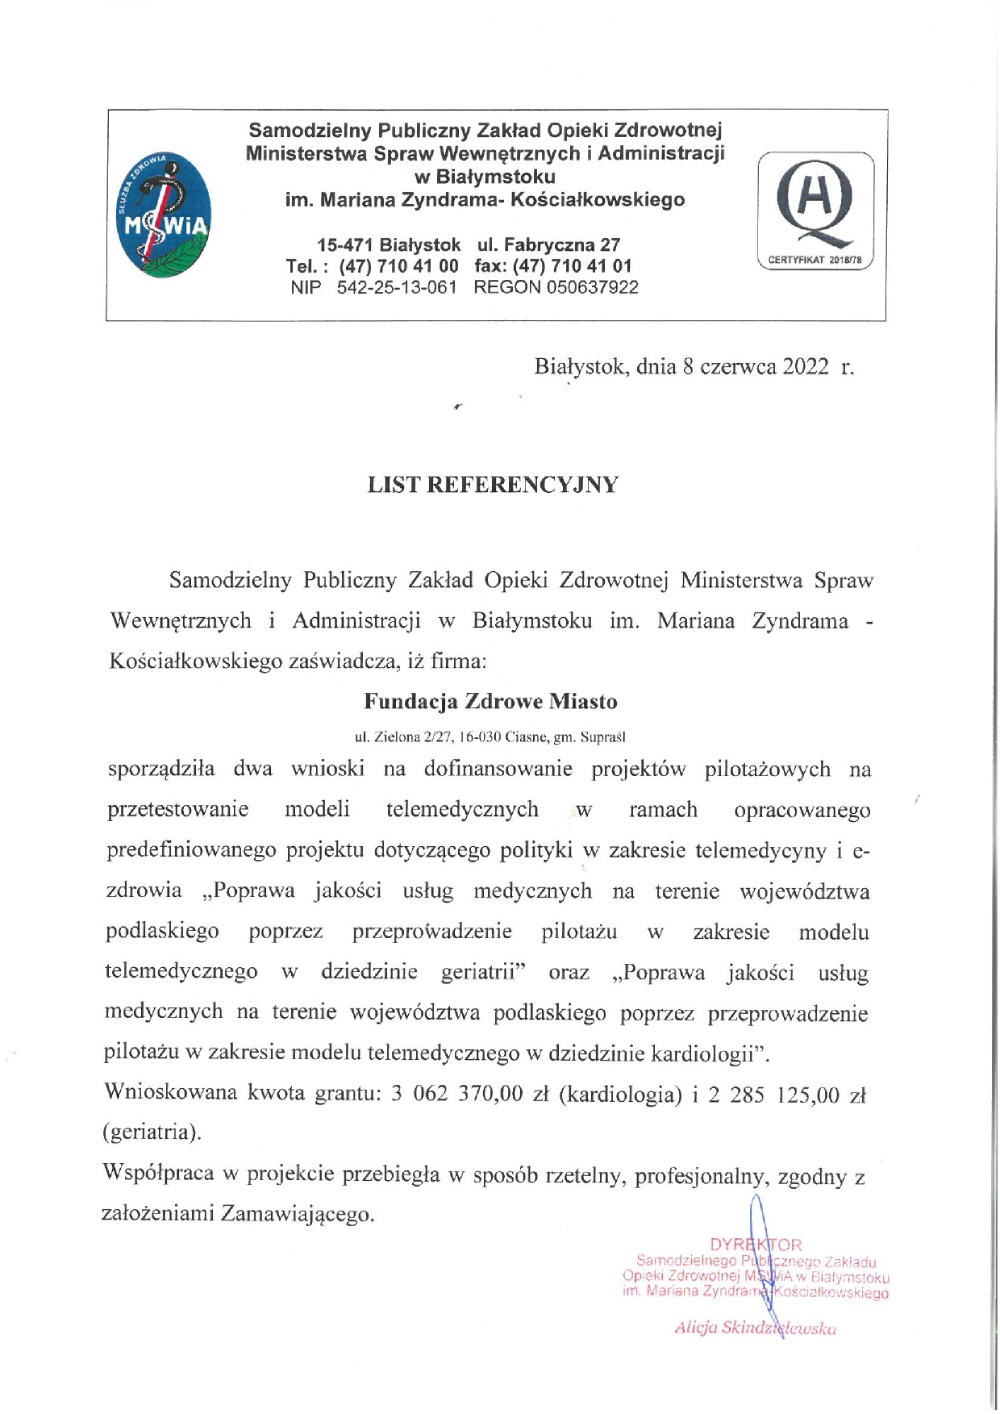 Samodzielny Publiczny Zakład Opieki Zdrowotnej
Ministerstwa Spraw Wewnętrznych i Administracji
w Białymstoku
im. Mariana Zyndrama- Kościałkowskiego
15-471 Białystok ul. Fabryczna 27
Tel. : (47) 710 41 00 fax: (47) 710 41 01
NIP 542-25-13-061 REGON 050637922
SŁUŻBA ZDROWIA
MSWiA
CERTYFIKAT 2018/78
Białystok, dnia 8 czerwca 2022 r.
LIST REFERENCYJNY
Samodzielny Publiczny Zakład Opieki Zdrowotnej Ministerstwa Spraw
Wewnętrznych i Administracji w Białymstoku im. Mariana Zyndrama -
Kościałkowskiego zaświadcza, iż firma:
Fundacja Zdrowe Miasto
ul. Zielona 2/27, 16-030 Ciasne, gm. Supraśl
sporządziła dwa wnioski na dofinansowanie projektów pilotażowych na
przetestowanie modeli telemedycznych w ramach opracowanego
predefiniowanego projektu dotyczącego polityki w zakresie telemedycyny i e-
zdrowia „Poprawa jakości usług medycznych na terenie województwa
podlaskiego poprzez przeprowadzenie pilotażu w zakresie modelu
telemedycznego w dziedzinie geriatrii” oraz „Poprawa jakości usług
medycznych na terenie województwa podlaskiego poprzez przeprowadzenie
pilotażu w zakresie modelu telemedycznego w dziedzinie kardiologii”.
Wnioskowana kwota grantu: 3 062 370,00 zł (kardiologia) i 2 285 125,00 zł
(geriatria).
Współpraca w projekcie przebiegła w sposób rzetelny, profesjonalny, zgodny z
założeniami Zamawiającego.
DYREKTOR
Samodzielnego Publicznego Zakładu
Opieki Zdrowotnej MSWiA w Białymstoku
im. Mariana Zyndrama-Kościałkowskiego
Alicja Skindzielewska